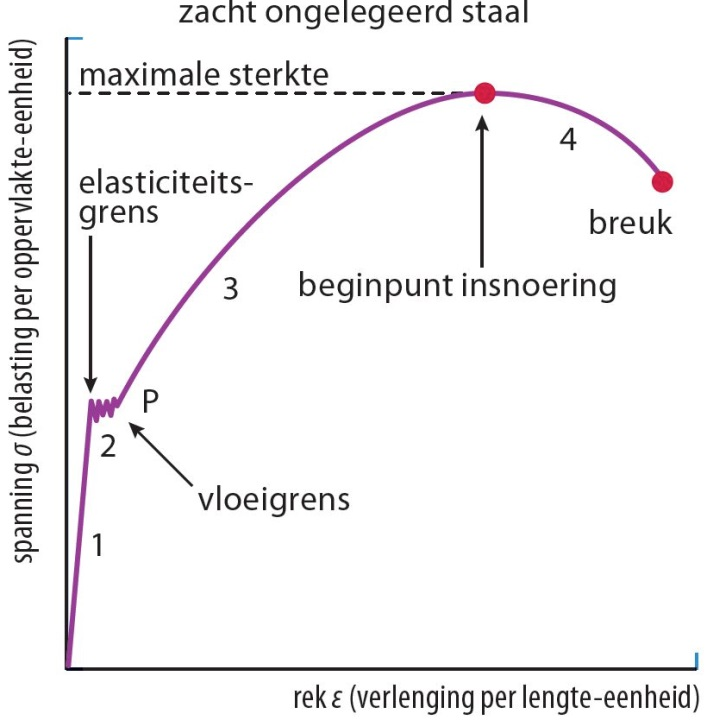 zacht ongelegeerd staal
maximale sterkte
4
elasticiteits-
grens
breuk
3
beginpunt insnoering
P
2
vloeigrens
1
spanning σ (belasting per oppervlakte-eenheid)
rek ε (verlenging per lengte-eenheid)